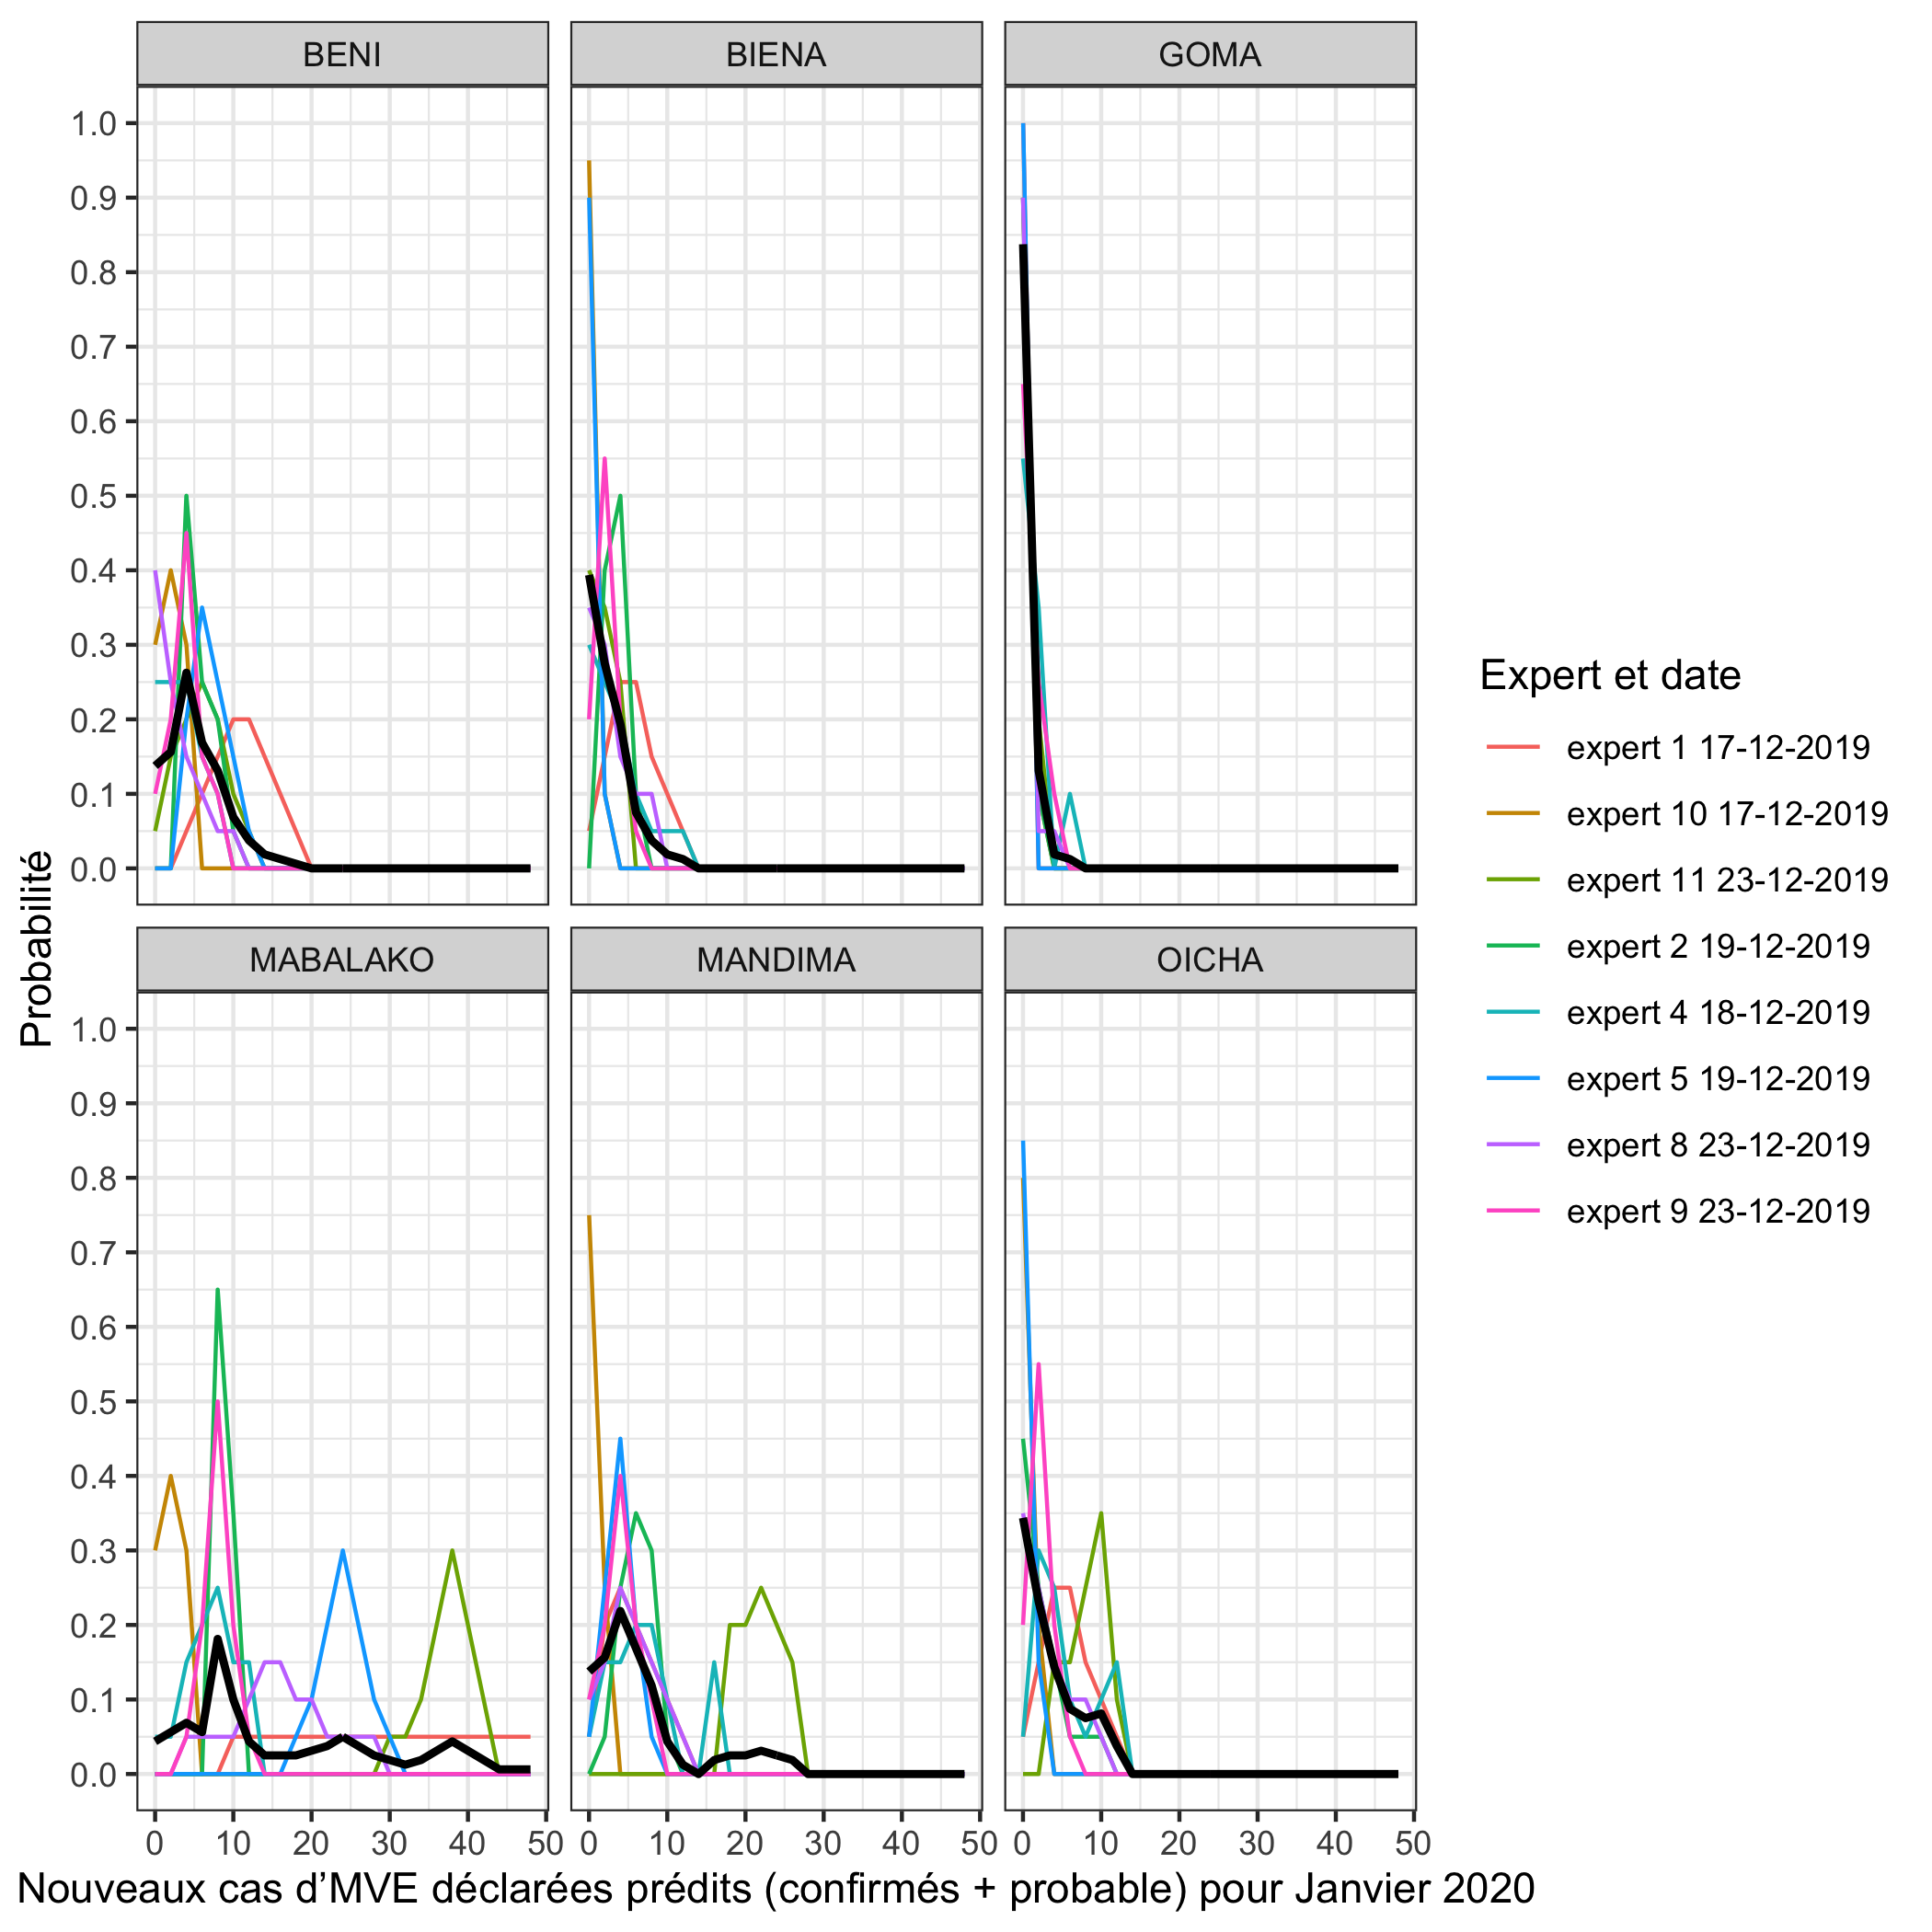 BENI BIENA GOMA
1.0
0.9
0.8
0.7
0.6
0.5
0.4
0.3
0.2
0.1
0.0
Probabilité
MABALAKO MANDIMA OICHA
1.0
0.9
0.8
0.7
0.6
0.5
0.4
0.3
0.2
0.1
0.0
0 10 20 30 40 50 0 10 20 30 40 50 0 10 20 30 40 50
Nouveaux cas d’MVE déclarées prédits (confirmés + probable) pour Janvier 2020
Expert et date
expert 1 17-12-2019
expert 10 17-12-2019
expert 11 23-12-2019
expert 2 19-12-2019
expert 4 18-12-2019
expert 5 19-12-2019
expert 8 23-12-2019
expert 9 23-12-2019